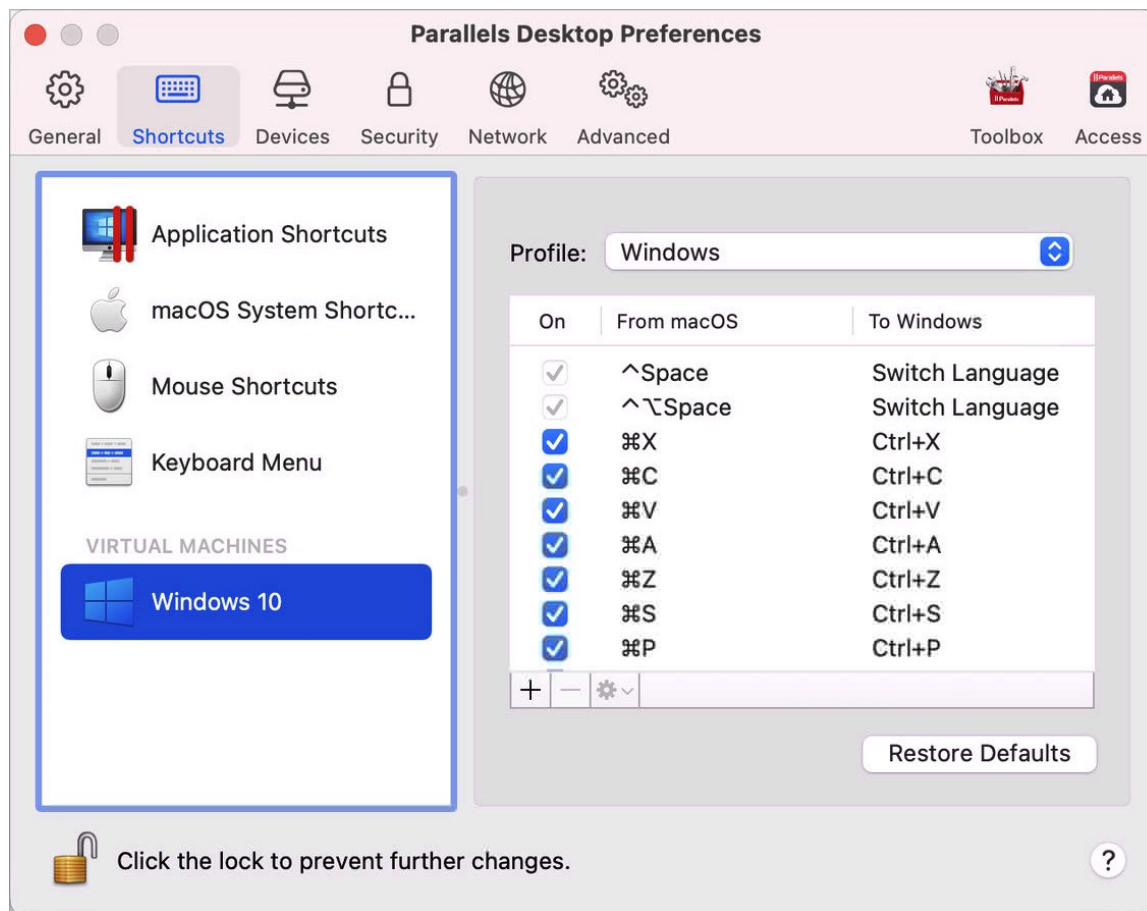 Parallels Desktop Preferences
General Shortcuts Devices Security Network Advanced Toolbox Access
Application Shortcuts
macOS System Shortc...
Mouse Shortcuts
Keyboard Menu
VIRTUAL MACHINES
Windows 10
Profile: Windows
On From macOS To Windows
^Space Switch Language
^⌥Space Switch Language
⌘X Ctrl+X
⌘C Ctrl+C
⌘V Ctrl+V
⌘A Ctrl+A
⌘Z Ctrl+Z
⌘S Ctrl+S
⌘P Ctrl+P
Restore Defaults
Click the lock to prevent further changes.
?